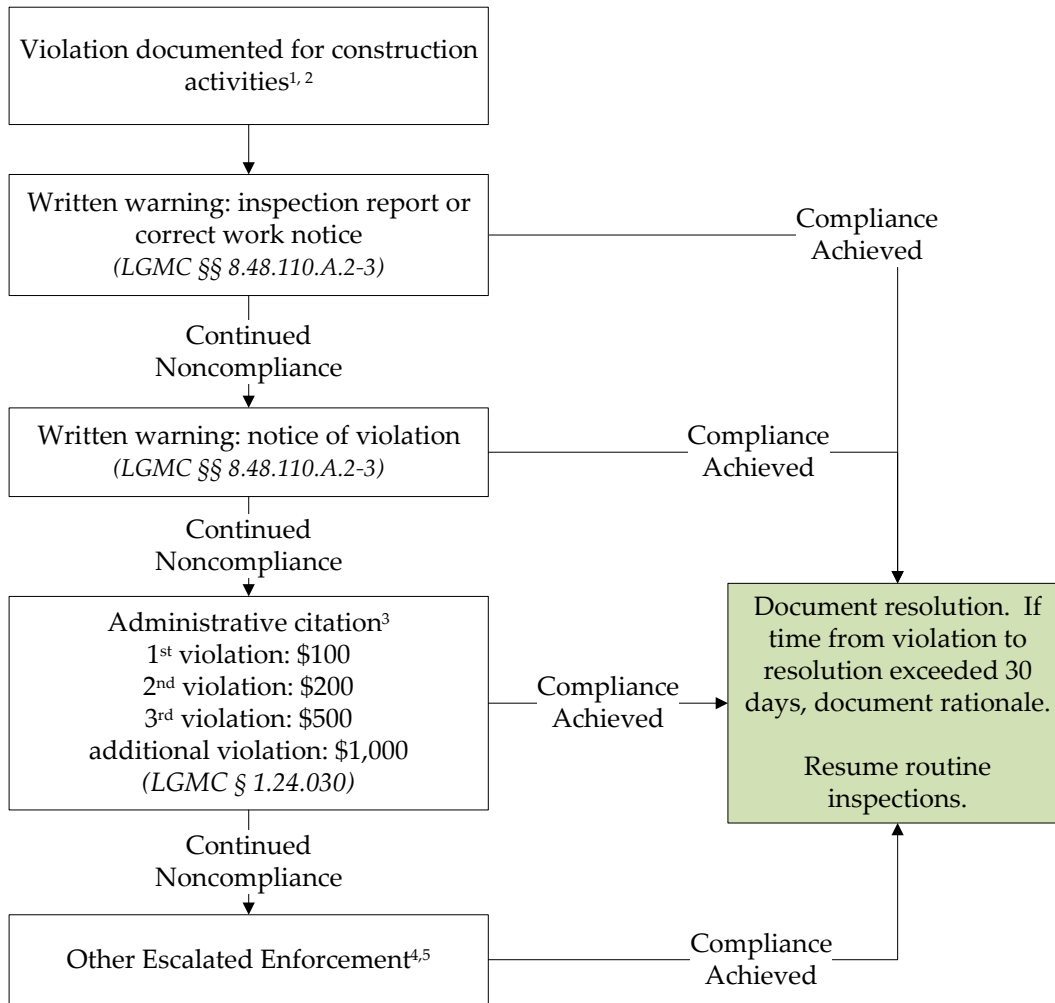 Violation documented for construction
activities1, 2
Written warning: inspection report or
correct work notice
(LGMC §§ 8.48.110.A.2-3)
Compliance
Achieved
Continued
Noncompliance
Written warning: notice of violation
(LGMC §§ 8.48.110.A.2-3)
Compliance
Achieved
Continued
Noncompliance
Administrative citation3
1st violation: $100
2nd violation: $200
3rd violation: $500
additional violation: $1,000
(LGMC § 1.24.030)
Compliance
Achieved
Document resolution. If
time from violation to
resolution exceeded 30
days, document rationale.
Resume routine
inspections.
Continued
Noncompliance
Other Escalated Enforcement4,5
Compliance
Achieved